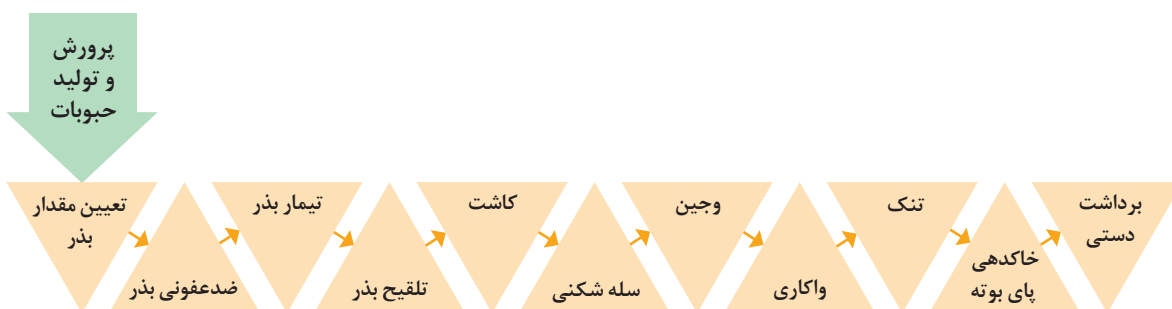 پرورش
و تولید
حبوبات
تعیین مقدار
بذر
ضدعفونی بذر
تیمار بذر
تلقیح بذر
کاشت
سله شکنی
وجین
واکاری
تنک
خاکدهی
پای بوته
برداشت
دستی